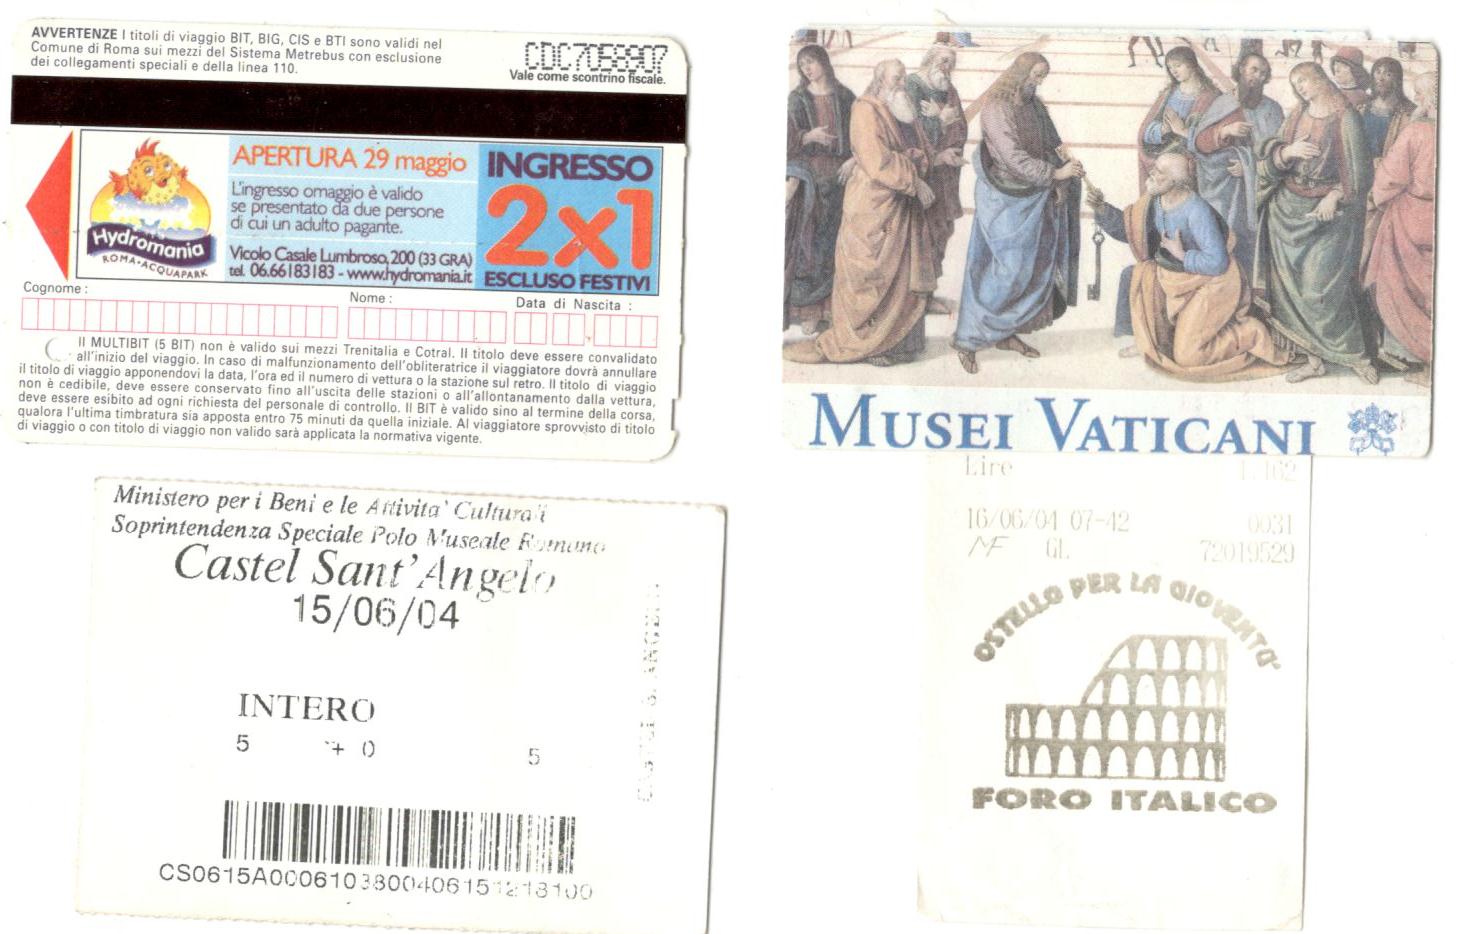 AVVERTENZE I titoli di viaggio BIT, BIG, CIS e BTI sono validi nel
Comune di Roma sui mezzi del Sistema Metrebus con esclusione
dei collegamenti speciali e della linea 110.
CDC7058907
Vale come scontrino fiscale.
Hydromania
ROMA•ACQUAPARK
APERTURA 29 maggio
L'ingresso omaggio è valido
se presentato da due persone
di cui un adulto pagante.
Vicolo Casale Lumbroso, 200 (33 GRA)
tel. 06.66183183 - www.hydromania.it
INGRESSO
2x1
ESCLUSO FESTIVI
Cognome :
Nome :
Data di Nascita :
Il MULTIBIT (5 BIT) non è valido sui mezzi Trenitalia e Cotral. Il titolo deve essere convalidato
all'inizio del viaggio. In caso di malfunzionamento dell'obliteratrice il viaggiatore dovrà annullare
il titolo di viaggio apponendovi la data, l'ora ed il numero di vettura o la stazione sul retro. Il titolo di viaggio
non è cedibile, deve essere conservato fino all'uscita delle stazioni o all'allontanamento dalla vettura,
deve essere esibito ad ogni richiesta del personale di controllo. Il BIT è valido sino al termine della corsa,
qualora l'ultima timbratura sia apposta entro 75 minuti da quella iniziale. Al viaggiatore sprovvisto di titolo
di viaggio o con titolo di viaggio non valido sarà applicata la normativa vigente.
MUSEI VATICANI
Ministero per i Beni e le Attivita' Culturali
Soprintendenza Speciale Polo Museale Romano
Castel Sant'Angelo
15/06/04
INTERO
5 + 0 5
CASTEL S. ANGELO
CS0615A0006103800406151218100
Lire 1.162
16/06/04 07-42 0031
MF GL 72019529
OSTELLO PER LA GIOVENTÙ
FORO ITALICO